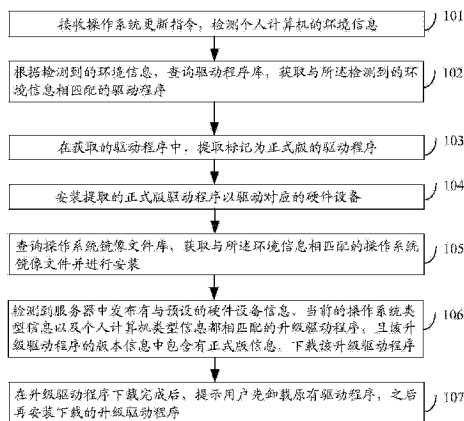 接收操作系统更新指令，检测个人计算机的环境信息
101
根据检测到的环境信息，查询驱动程序库，获取与所述检测到的环
境信息相匹配的驱动程序
102
在获取的驱动程序中，提取标记为正式版的驱动程序
103
安装提取的正式版驱动程序以驱动对应的硬件设备
104
查询操作系统镜像文件库，获取与所述环境信息相匹配的操作系统
镜像文件并进行安装
105
检测到服务器中发布有与预设的硬件设备信息、当前的操作系统类
型信息以及个人计算机类型信息都相匹配的升级驱动程序，且该升
级驱动程序的版本信息中包含有正式版信息，下载该升级驱动程序
106
在升级驱动程序下载完成后，提示用户先卸载原有驱动程序，之后
再安装下载的升级驱动程序
107